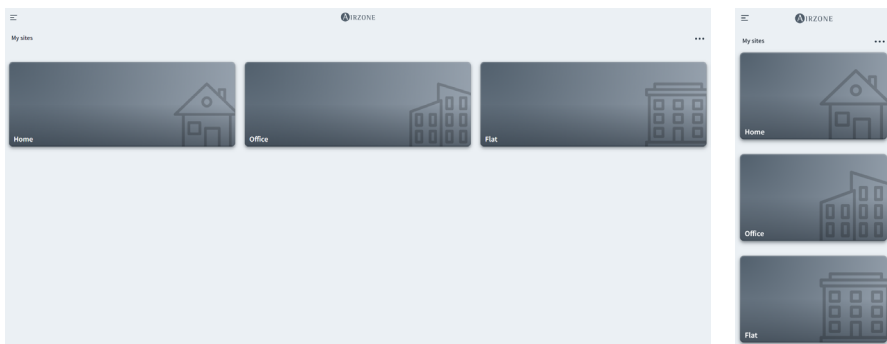 AIRZONE
My sites
Home
Office
Flat
AIRZONE
My sites
Home
Office
Flat